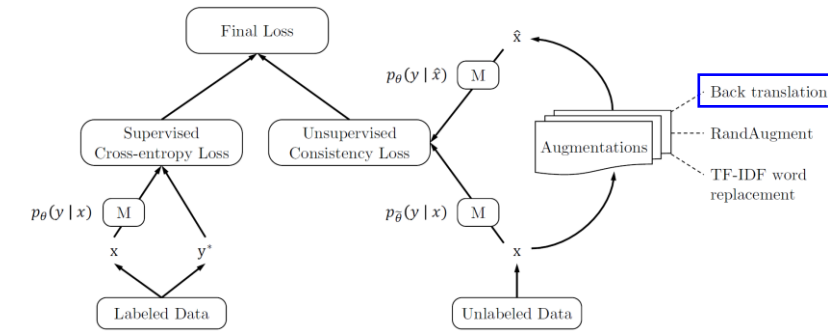 Final Loss
x̂
p_θ(y | x̂)
M
Back translation
Supervised
Cross-entropy Loss
Unsupervised
Consistency Loss
Augmentations
RandAugment
TF-IDF word
replacement
p_θ(y | x)
M
p_θ̃(y | x)
M
x
y*
x
Labeled Data
Unlabeled Data